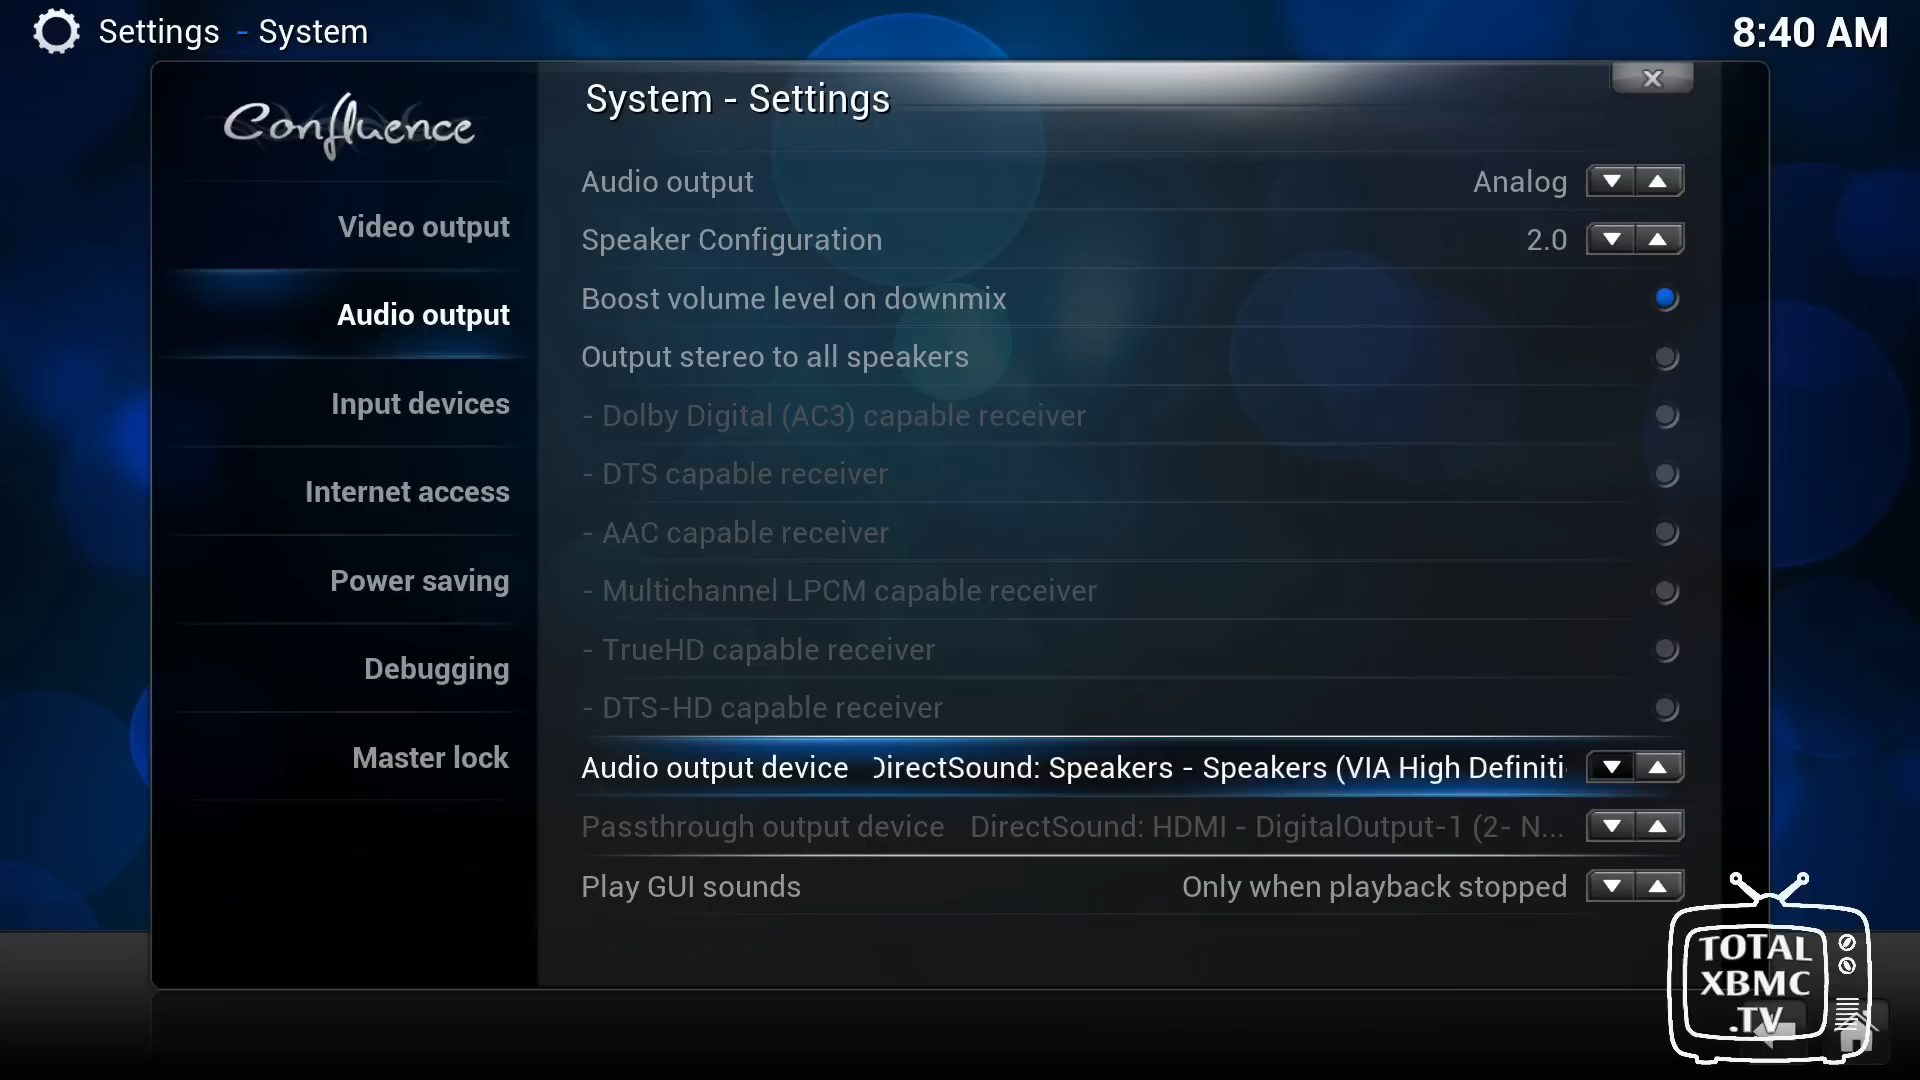 Settings - System
8:40 AM
Confluence
System - Settings
Video output
Audio output
Input devices
Internet access
Power saving
Debugging
Master lock
Audio output Analog
Speaker Configuration 2.0
Boost volume level on downmix
Output stereo to all speakers
- Dolby Digital (AC3) capable receiver
- DTS capable receiver
- AAC capable receiver
- Multichannel LPCM capable receiver
- TrueHD capable receiver
- DTS-HD capable receiver
Audio output device DirectSound: Speakers - Speakers (VIA High Definiti
Passthrough output device DirectSound: HDMI - DigitalOutput-1 (2- N...
Play GUI sounds Only when playback stopped
TOTAL
XBMC
.TV